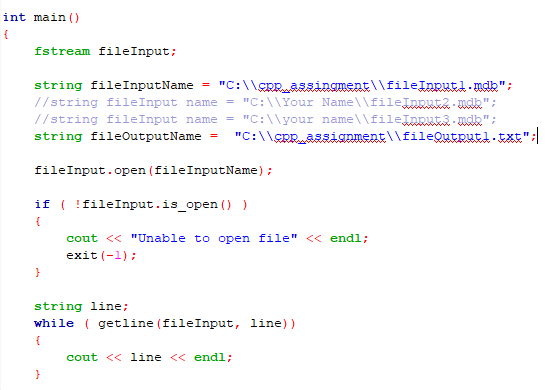 int main()
{
fstream fileInput;
string fileInputName = "C:\\cpp_assingment\\fileInput1.mdb";
//string fileInput name = "C:\\Your Name\\fileInput2.mdb";
//string fileInput name = "C:\\your name\\fileInput3.mdb";
string fileOutputName =  "C:\\cpp_assignment\\fileOutput1.txt";
fileInput.open(fileInputName);
if ( !fileInput.is_open() )
{
cout << "Unable to open file" << endl;
exit(-1);
}
string line;
while ( getline(fileInput, line))
{
cout << line << endl;
}